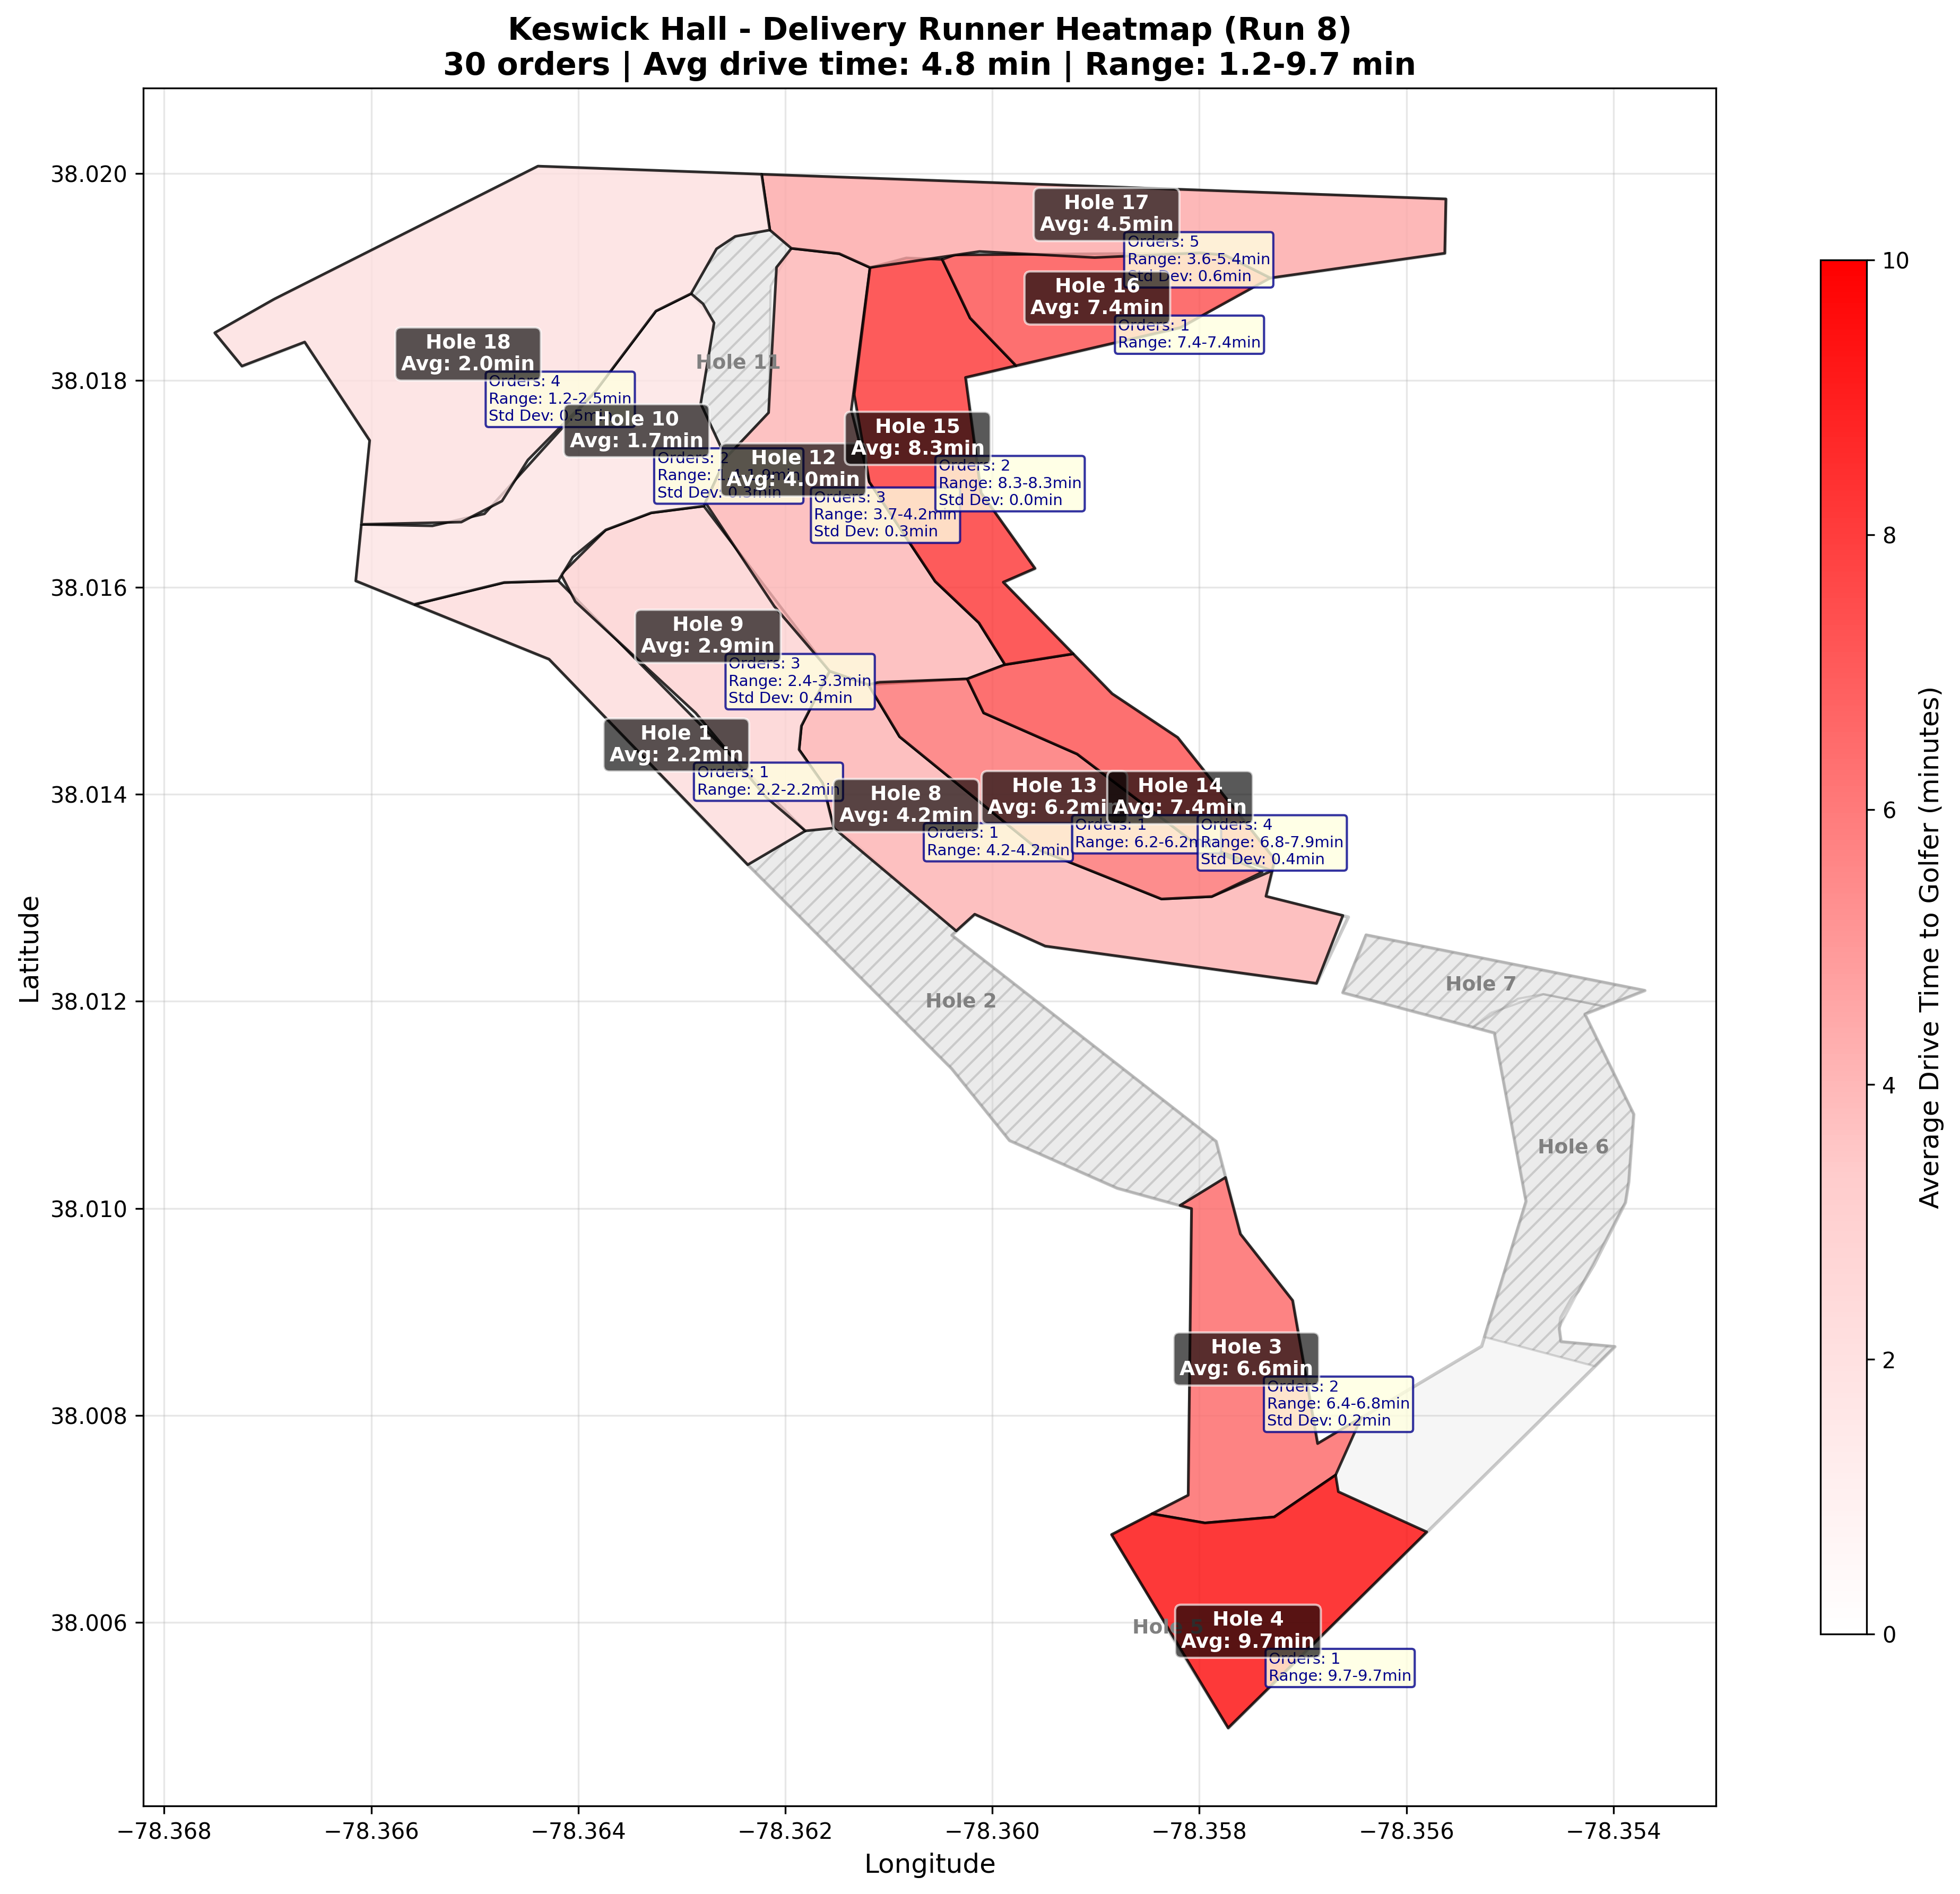 Keswick Hall - Delivery Runner Heatmap (Run 8)
30 orders | Avg drive time: 4.8 min | Range: 1.2-9.7 min
Hole 17
Avg: 4.5min
Orders: 5
Range: 3.6-5.4min
Std Dev: 0.6min
Hole 16
Avg: 7.4min
Orders: 1
Range: 7.4-7.4min
Hole 18
Avg: 2.0min
Orders: 4
Range: 1.2-2.5min
Std Dev: 0.5min
Hole 11
Hole 10
Avg: 1.7min
Orders: 2
Range:
Std Dev: 0.3min
Hole 12
Avg: 4.0min
Orders: 3
Range: 3.7-4.2min
Std Dev: 0.3min
Hole 15
Avg: 8.3min
Orders: 2
Range: 8.3-8.3min
Std Dev: 0.0min
Hole 9
Avg: 2.9min
Orders: 3
Range: 2.4-3.3min
Std Dev: 0.4min
Hole 1
Avg: 2.2min
Orders: 1
Range: 2.2-2.2min
Hole 8
Avg: 4.2min
Orders: 1
Range: 4.2-4.2min
Hole 13
Avg: 6.2min
Orders: 1
Range:
Hole 14
Avg: 7.4min
Orders: 4
Range: 6.8-7.9min
Std Dev: 0.4min
Hole 2
Hole 7
Hole 6
Hole 3
Avg: 6.6min
Orders: 2
Range: 6.4-6.8min
Std Dev: 0.2min
Hole 5
Hole 4
Avg: 9.7min
Orders: 1
Range: 9.7-9.7min
Latitude
38.020
38.018
38.016
38.014
38.012
38.010
38.008
38.006
−78.368
−78.366
−78.364
−78.362
−78.360
−78.358
−78.356
−78.354
Longitude
10
8
6
4
2
0
Average Drive Time to Golfer (minutes)